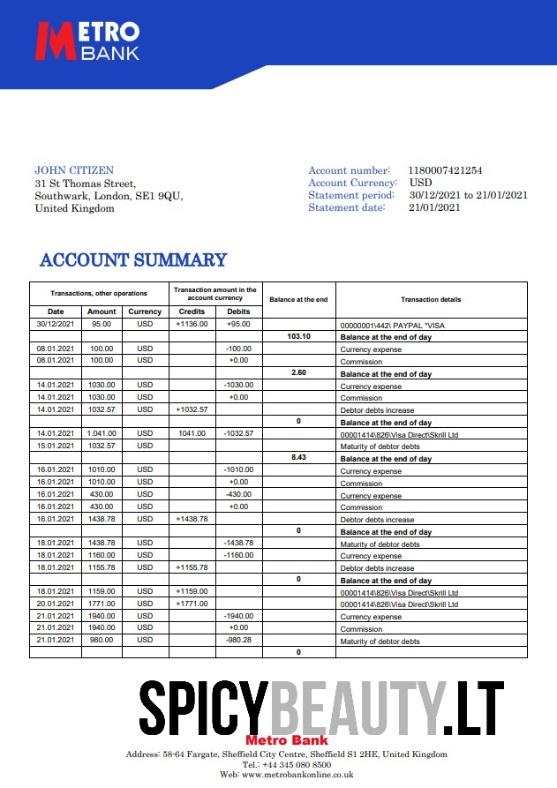 METRO
BANK
JOHN CITIZEN
31 St Thomas Street,
Southwark, London, SE1 9QU,
United Kingdom
Account number: 1180007421254
Account Currency: USD
Statement period: 30/12/2021 to 21/01/2021
Statement date: 21/01/2021
ACCOUNT SUMMARY
Transactions, other operations Transaction amount in the account currency Balance at the end Transaction details
Date Amount Currency Credits Debits
30/12/2021 95.00 USD +1136.00 +95.00 00000001\442\ PAYPAL *VISA
103.10 Balance at the end of day
08.01.2021 100.00 USD -100.00 Currency expense
08.01.2021 100.00 USD +0.00 Commission
2.60 Balance at the end of day
14.01.2021 1030.00 USD -1030.00 Currency expense
14.01.2021 1030.00 USD +0.00 Commission
14.01.2021 1032.57 USD +1032.57 Debtor debts increase
0 Balance at the end of day
14.01.2021 1.041.00 USD 1041.00 -1032.57 00001414\826\Visa Direct\Skrill Ltd
15.01.2021 1032.57 USD Maturity of debtor debts
8.43 Balance at the end of day
16.01.2021 1010.00 USD -1010.00 Currency expense
16.01.2021 1010.00 USD +0.00 Commission
16.01.2021 430.00 USD -430.00 Currency expense
16.01.2021 430.00 USD +0.00 Commission
16.01.2021 1438.78 USD +1438.78 Debtor debts increase
0 Balance at the end of day
18.01.2021 1438.78 USD -1438.78 Maturity of debtor debts
18.01.2021 1160.00 USD -1160.00 Currency expense
18.01.2021 1155.78 USD +1155.78 Debtor debts increase
0 Balance at the end of day
18.01.2021 1159.00 USD +1159.00 00001414\826\Visa Direct\Skrill Ltd
20.01.2021 1771.00 USD +1771.00 00001414\826\Visa Direct\Skrill Ltd
21.01.2021 1940.00 USD -1940.00 Currency expense
21.01.2021 1940.00 USD +0.00 Commission
21.01.2021 980.00 USD -980.28 Maturity of debtor debts
0
SPICYBEAUTY.LT
Metro Bank
Address: 58-64 Fargate, Sheffield City Centre, Sheffield S1 2HE, United Kingdom
Tel.: +44 345 080 8500
Web: www.metrobankonline.co.uk